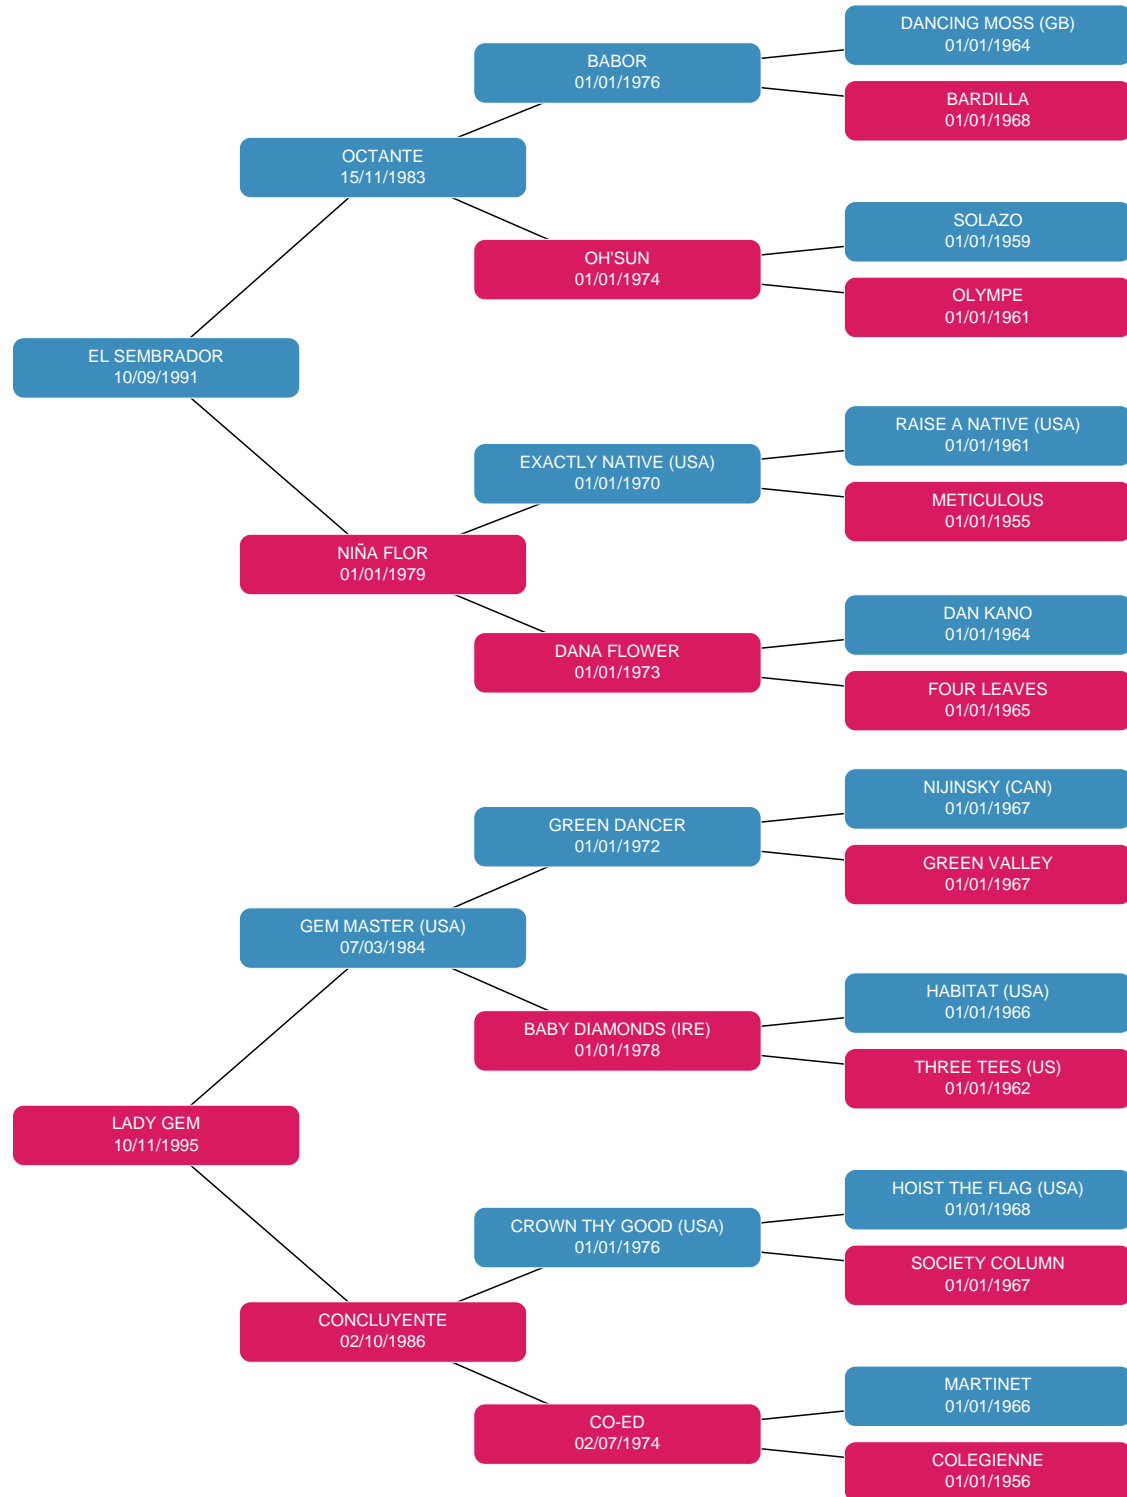 DANCING MOSS (GB)
01/01/1964
BABOR
01/01/1976
BARDILLA
01/01/1968
OCTANTE
15/11/1983
SOLAZO
01/01/1959
OH'SUN
01/01/1974
OLYMPE
01/01/1961
EL SEMBRADOR
10/09/1991
RAISE A NATIVE (USA)
01/01/1961
EXACTLY NATIVE (USA)
01/01/1970
METICULOUS
01/01/1955
NIÑA FLOR
01/01/1979
DAN KANO
01/01/1964
DANA FLOWER
01/01/1973
FOUR LEAVES
01/01/1965
NIJINSKY (CAN)
01/01/1967
GREEN DANCER
01/01/1972
GREEN VALLEY
01/01/1967
GEM MASTER (USA)
07/03/1984
HABITAT (USA)
01/01/1966
BABY DIAMONDS (IRE)
01/01/1978
THREE TEES (US)
01/01/1962
LADY GEM
10/11/1995
HOIST THE FLAG (USA)
01/01/1968
CROWN THY GOOD (USA)
01/01/1976
SOCIETY COLUMN
01/01/1967
CONCLUYENTE
02/10/1986
MARTINET
01/01/1966
CO-ED
02/07/1974
COLEGIENNE
01/01/1956